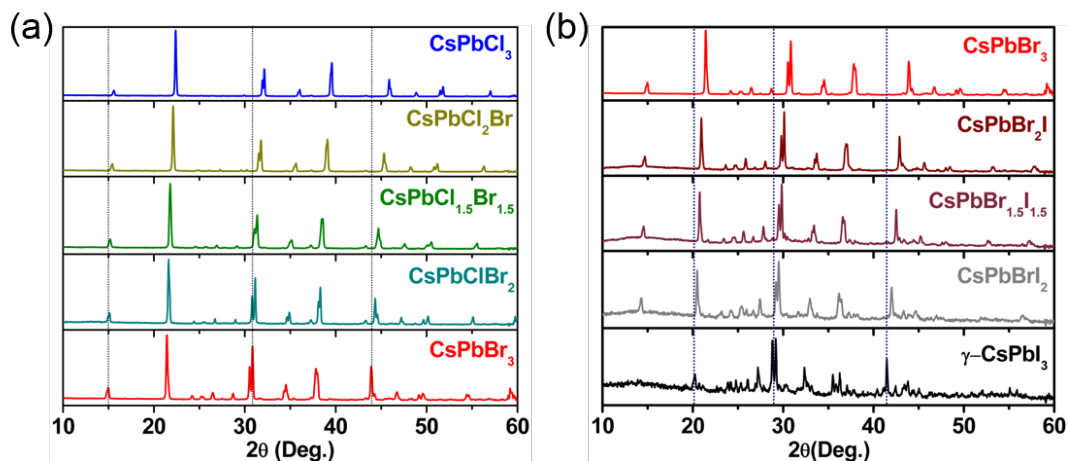 (a)
CsPbCl₃
CsPbCl₂Br
CsPbCl₁.₅Br₁.₅
CsPbClBr₂
CsPbBr₃
10 20 30 40 50 60
2θ (Deg.)
(b)
CsPbBr₃
CsPbBr₂I
CsPbBr₁.₅I₁.₅
CsPbBrI₂
γ–CsPbI₃
10 20 30 40 50 60
2θ(Deg.)